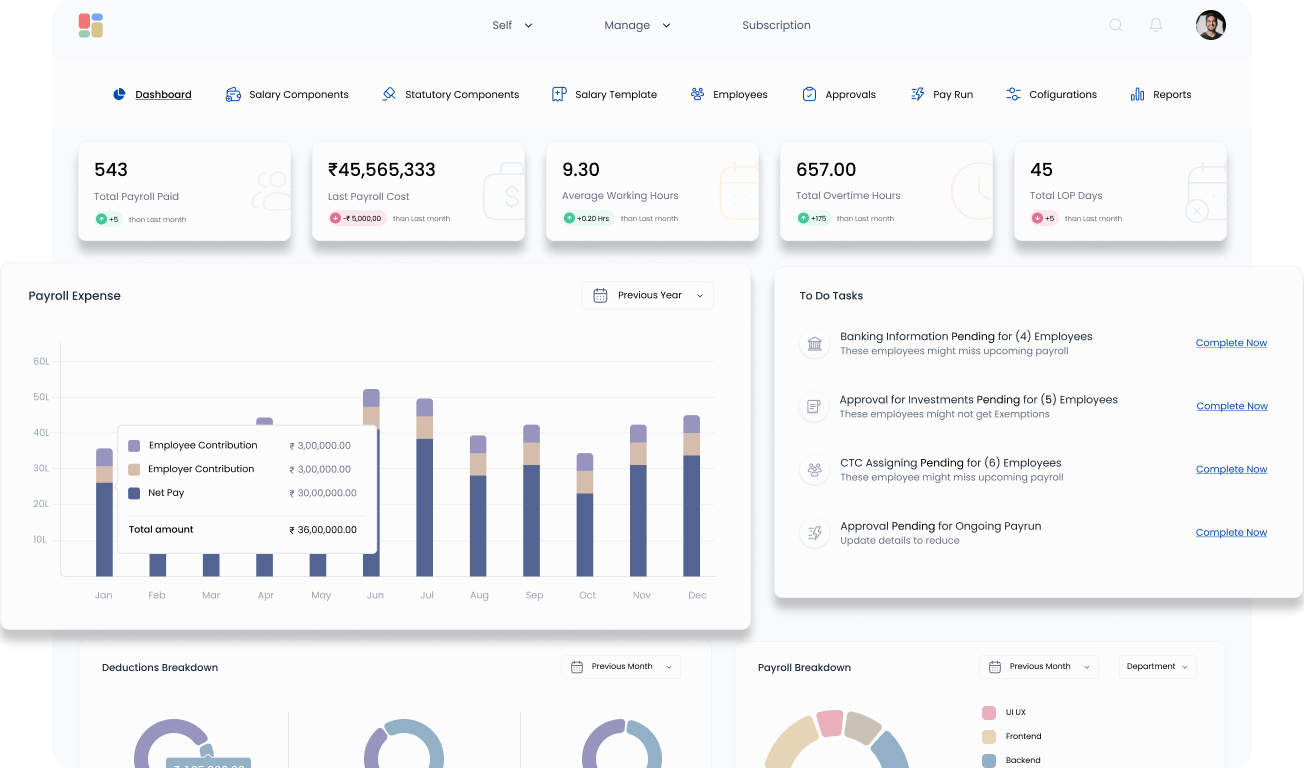 Self Manage Subscription
Dashboard Salary Components Statutory Components Salary Template Employees Approvals Pay Run Cofigurations Reports
543
Total Payroll Paid
+5 than Last month
₹45,565,333
Last Payroll Cost
-₹ 5,000,00 than Last month
9.30
Average Working Hours
+0.20 Hrs than Last month
657.00
Total Overtime Hours
+175 than Last month
45
Total LOP Days
+5 than Last month
Payroll Expense
Previous Year
60L
50L
40L
30L
20L
10L
Employee Contribution ₹ 3,00,000.00
Employer Contribution ₹ 3,00,000.00
Net Pay ₹ 30,00,000.00
Total amount ₹ 36,00,000.00
Jan Feb Mar Apr May Jun Jul Aug Sep Oct Nov Dec
To Do Tasks
Banking Information Pending for (4) Employees
These employees might miss upcoming payroll
Complete Now
Approval for Investments Pending for (5) Employees
These employees might not get Exemptions
Complete Now
CTC Assigning Pending for (6) Employees
These employee might miss upcoming payroll
Complete Now
Approval Pending for Ongoing Payrun
Update details to reduce
Complete Now
Deductions Breakdown
Previous Month
Payroll Breakdown
Previous Month
Department
UI UX
Frontend
Backend